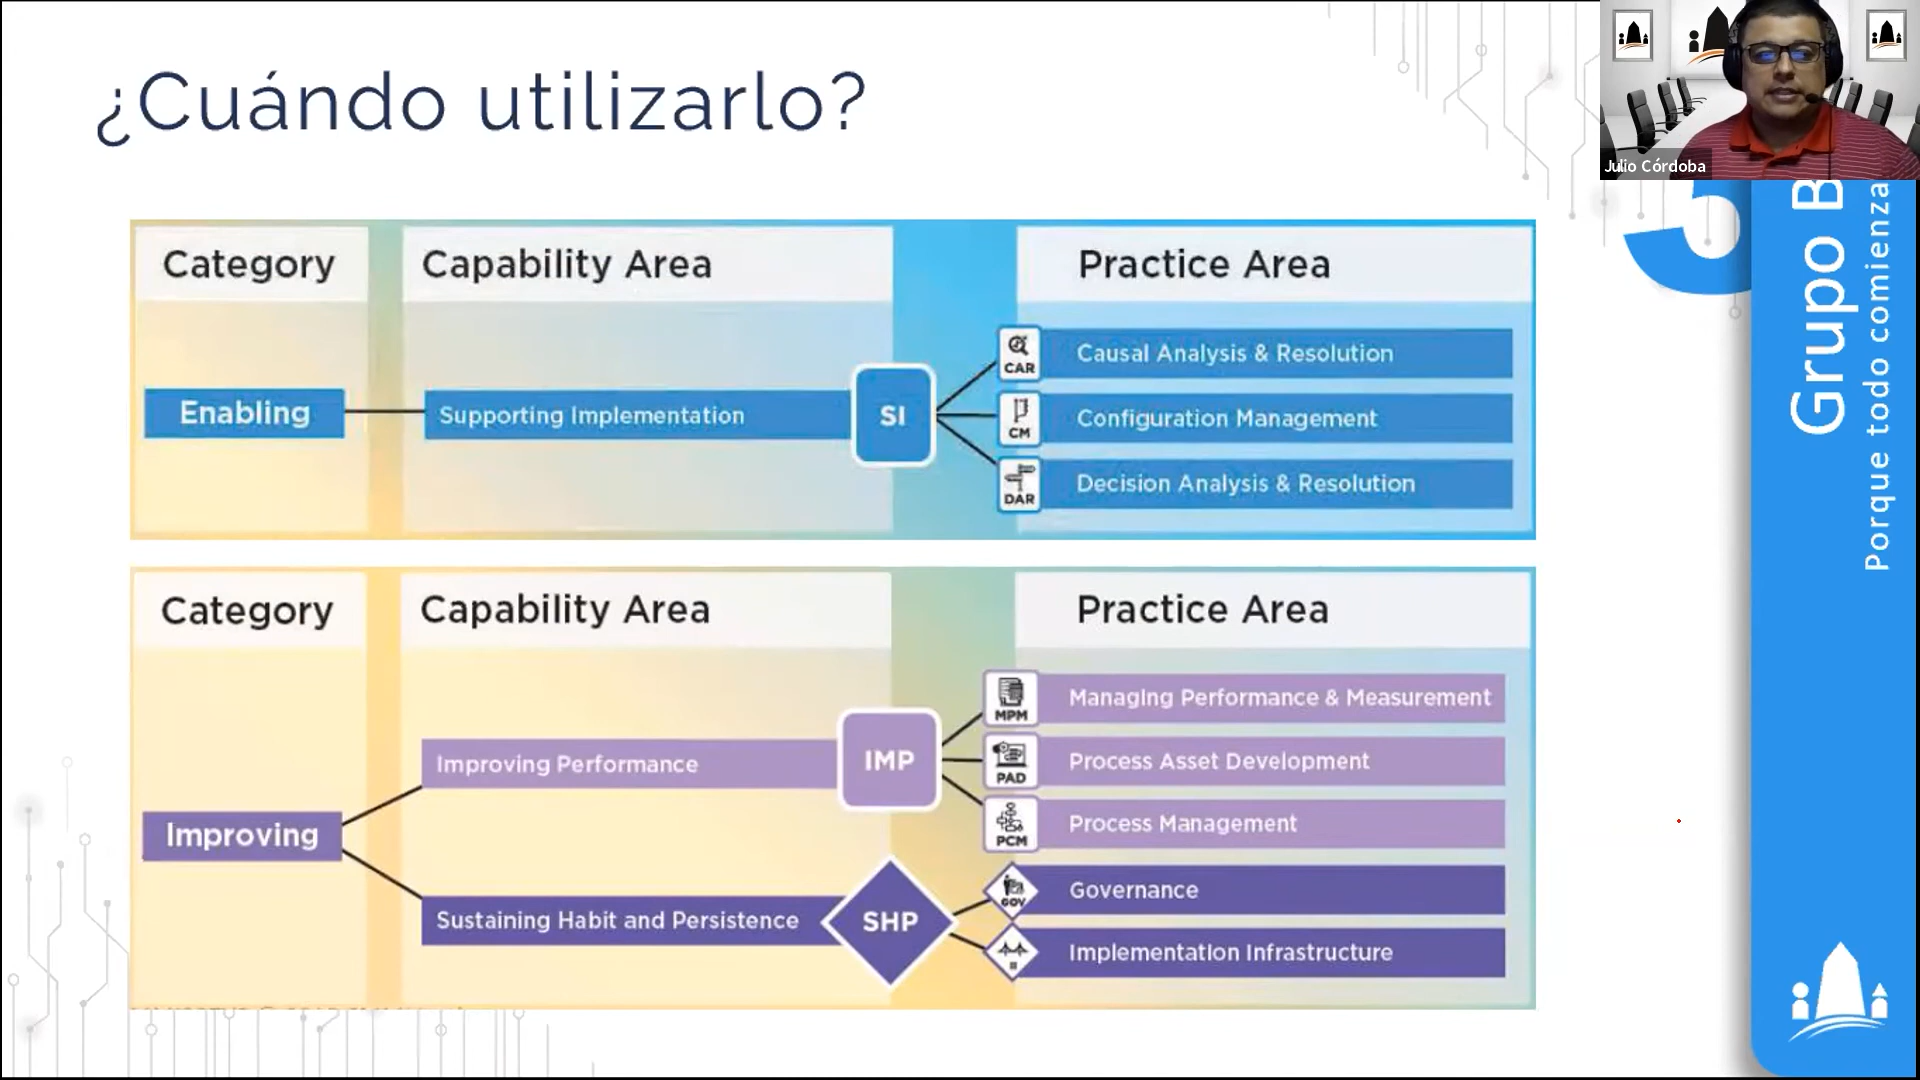 ¿Cuándo utilizarlo?
Julio Córdoba
Category
Capability Area
Practice Area
Enabling
Supporting Implementation
SI
CAR
Causal Analysis & Resolution
CM
Configuration Management
DAR
Decision Analysis & Resolution
Category
Capability Area
Practice Area
Improving
Improving Performance
IMP
MPM
Managing Performance & Measurement
PAD
Process Asset Development
PCM
Process Management
Sustaining Habit and Persistence
SHP
GOV
Governance
II
Implementation Infrastructure
Grupo B
Porque todo comienza